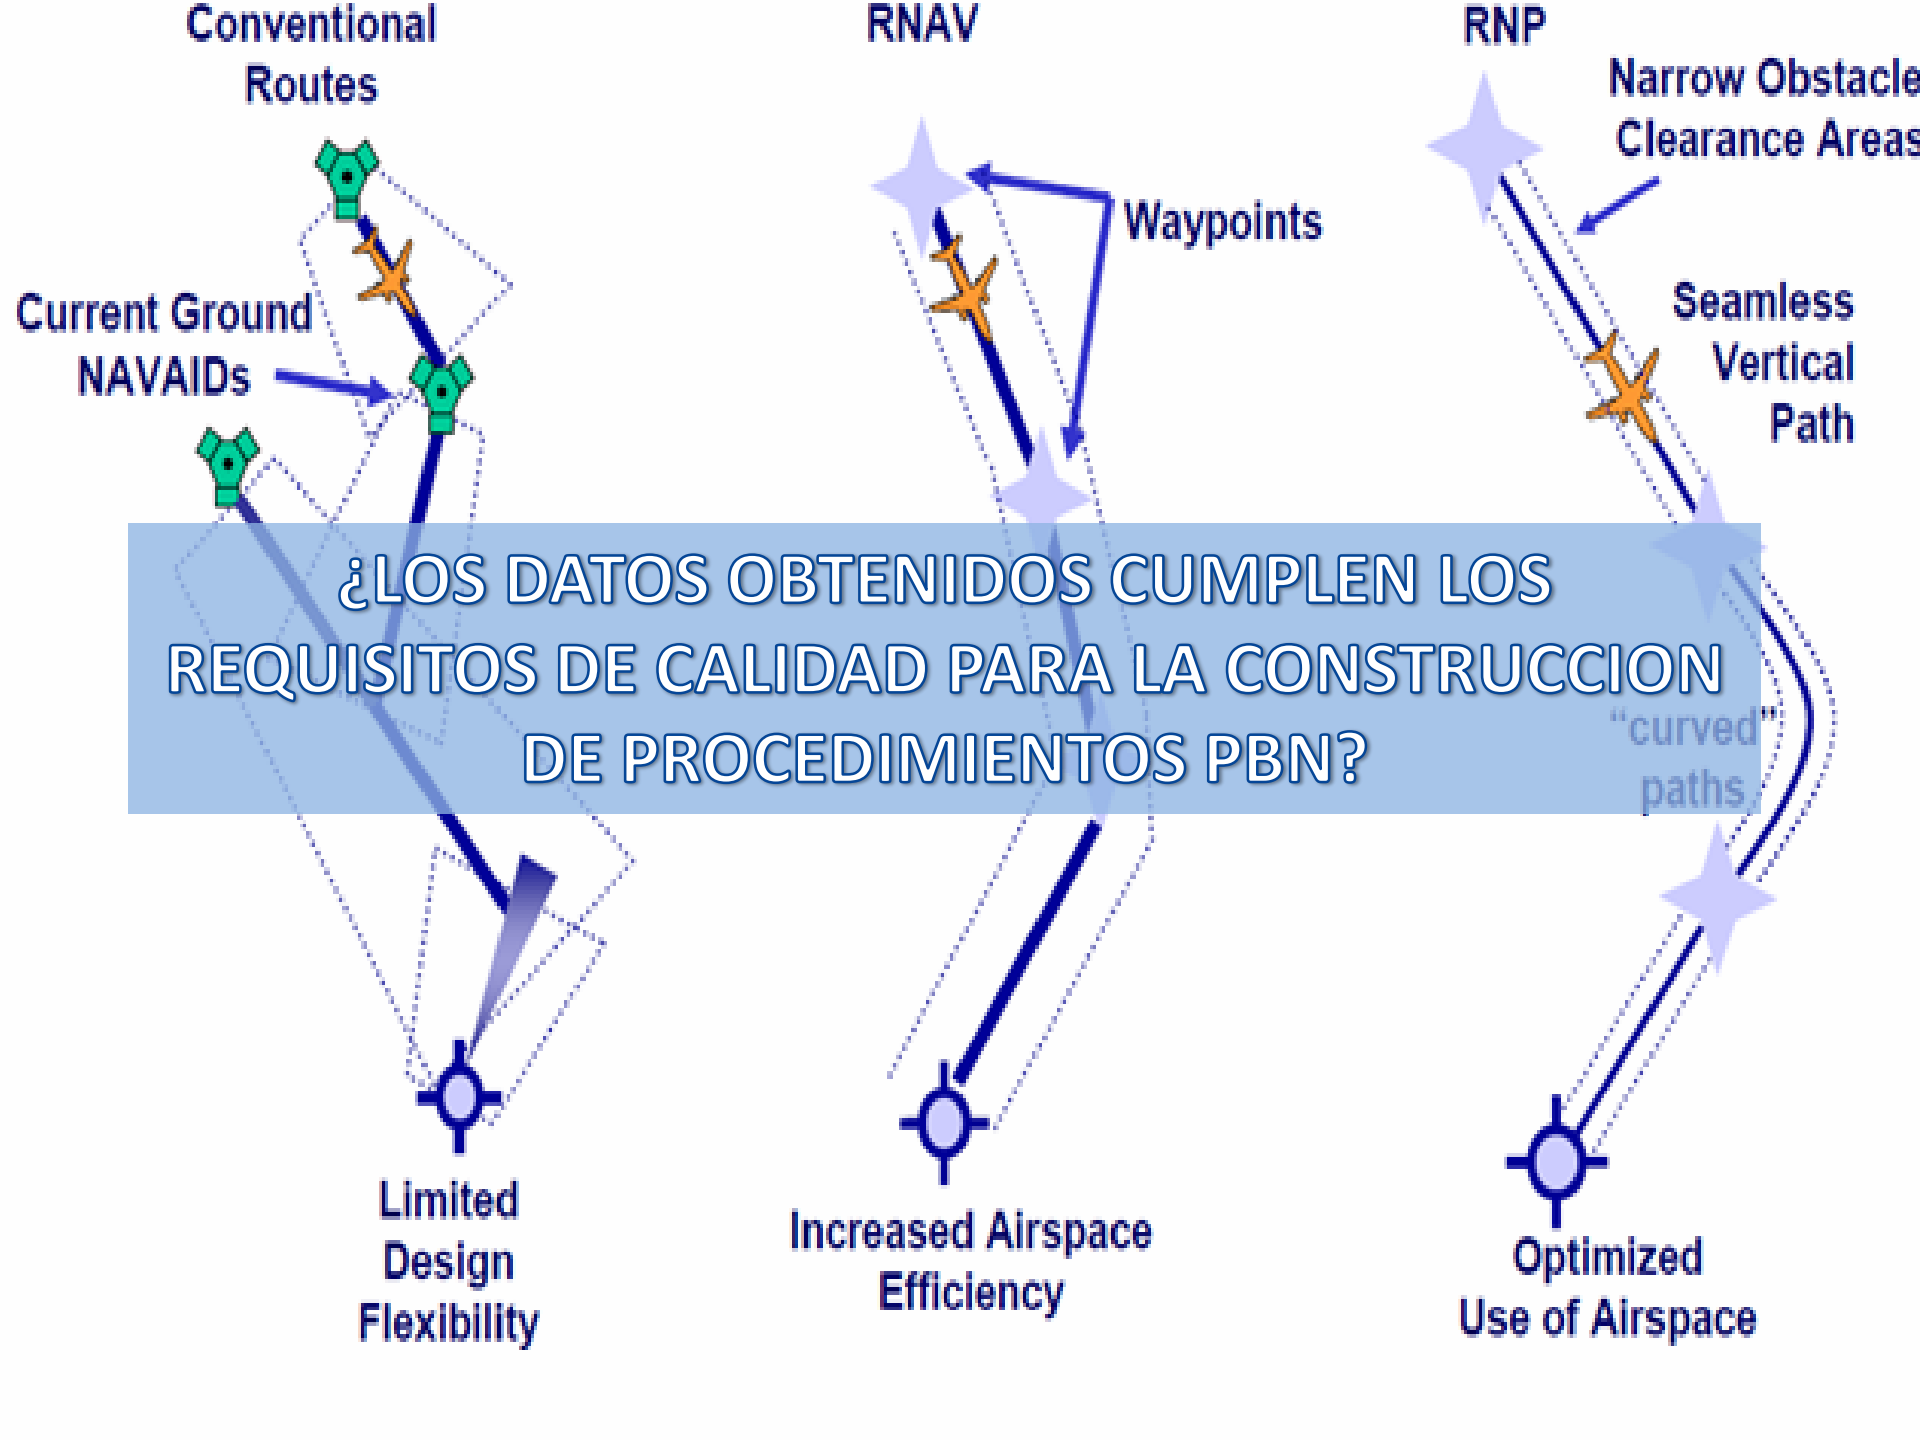 Conventional
Routes
RNAV
RNP
Narrow Obstacle
Clearance Areas
Waypoints
Current Ground
NAVAIDs
Seamless
Vertical
Path
¿LOS DATOS OBTENIDOS CUMPLEN LOS
REQUISITOS DE CALIDAD PARA LA CONSTRUCCION
DE PROCEDIMIENTOS PBN?
“curved”
paths
Limited
Design
Flexibility
Increased Airspace
Efficiency
Optimized
Use of Airspace